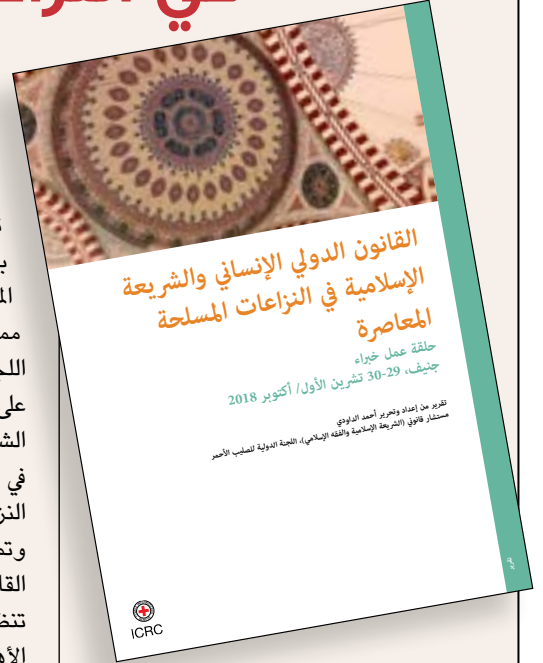 القانون الدولي الإنساني والشريعة
الإسلامية في النزاعات المسلحة
المعاصرة
حلقة عمل خبراء
جنيف، 29-30 تشرين الأول/ أكتوبر 2018
تقرير من إعداد وتحرير أحمد الداودي
مستشار قانوني (الشريعة الإسلامية والفقه الإسلامي)، اللجنة الدولية للصليب الأحمر
تقرير
ICRC
على
في